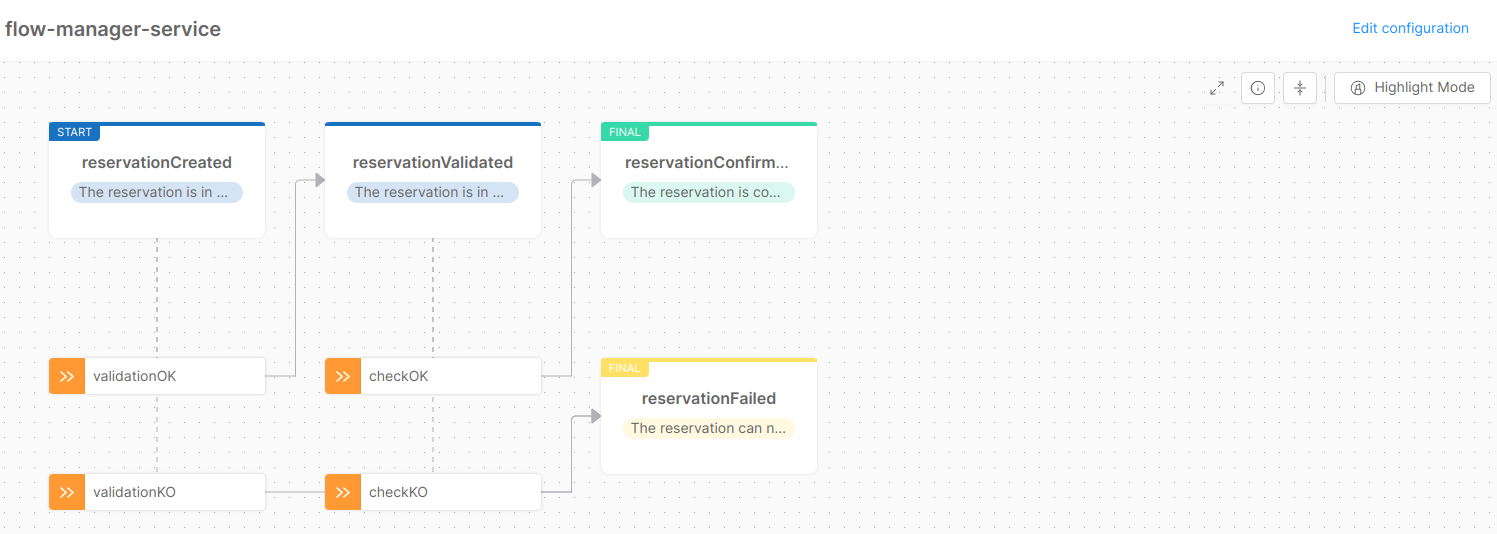 flow-manager-service
Edit configuration
Highlight Mode
START
reservationCreated
The reservation is in ...
reservationValidated
The reservation is in ...
FINAL
reservationConfirm...
The reservation is co...
validationOK
checkOK
FINAL
reservationFailed
The reservation can n...
validationKO
checkKO